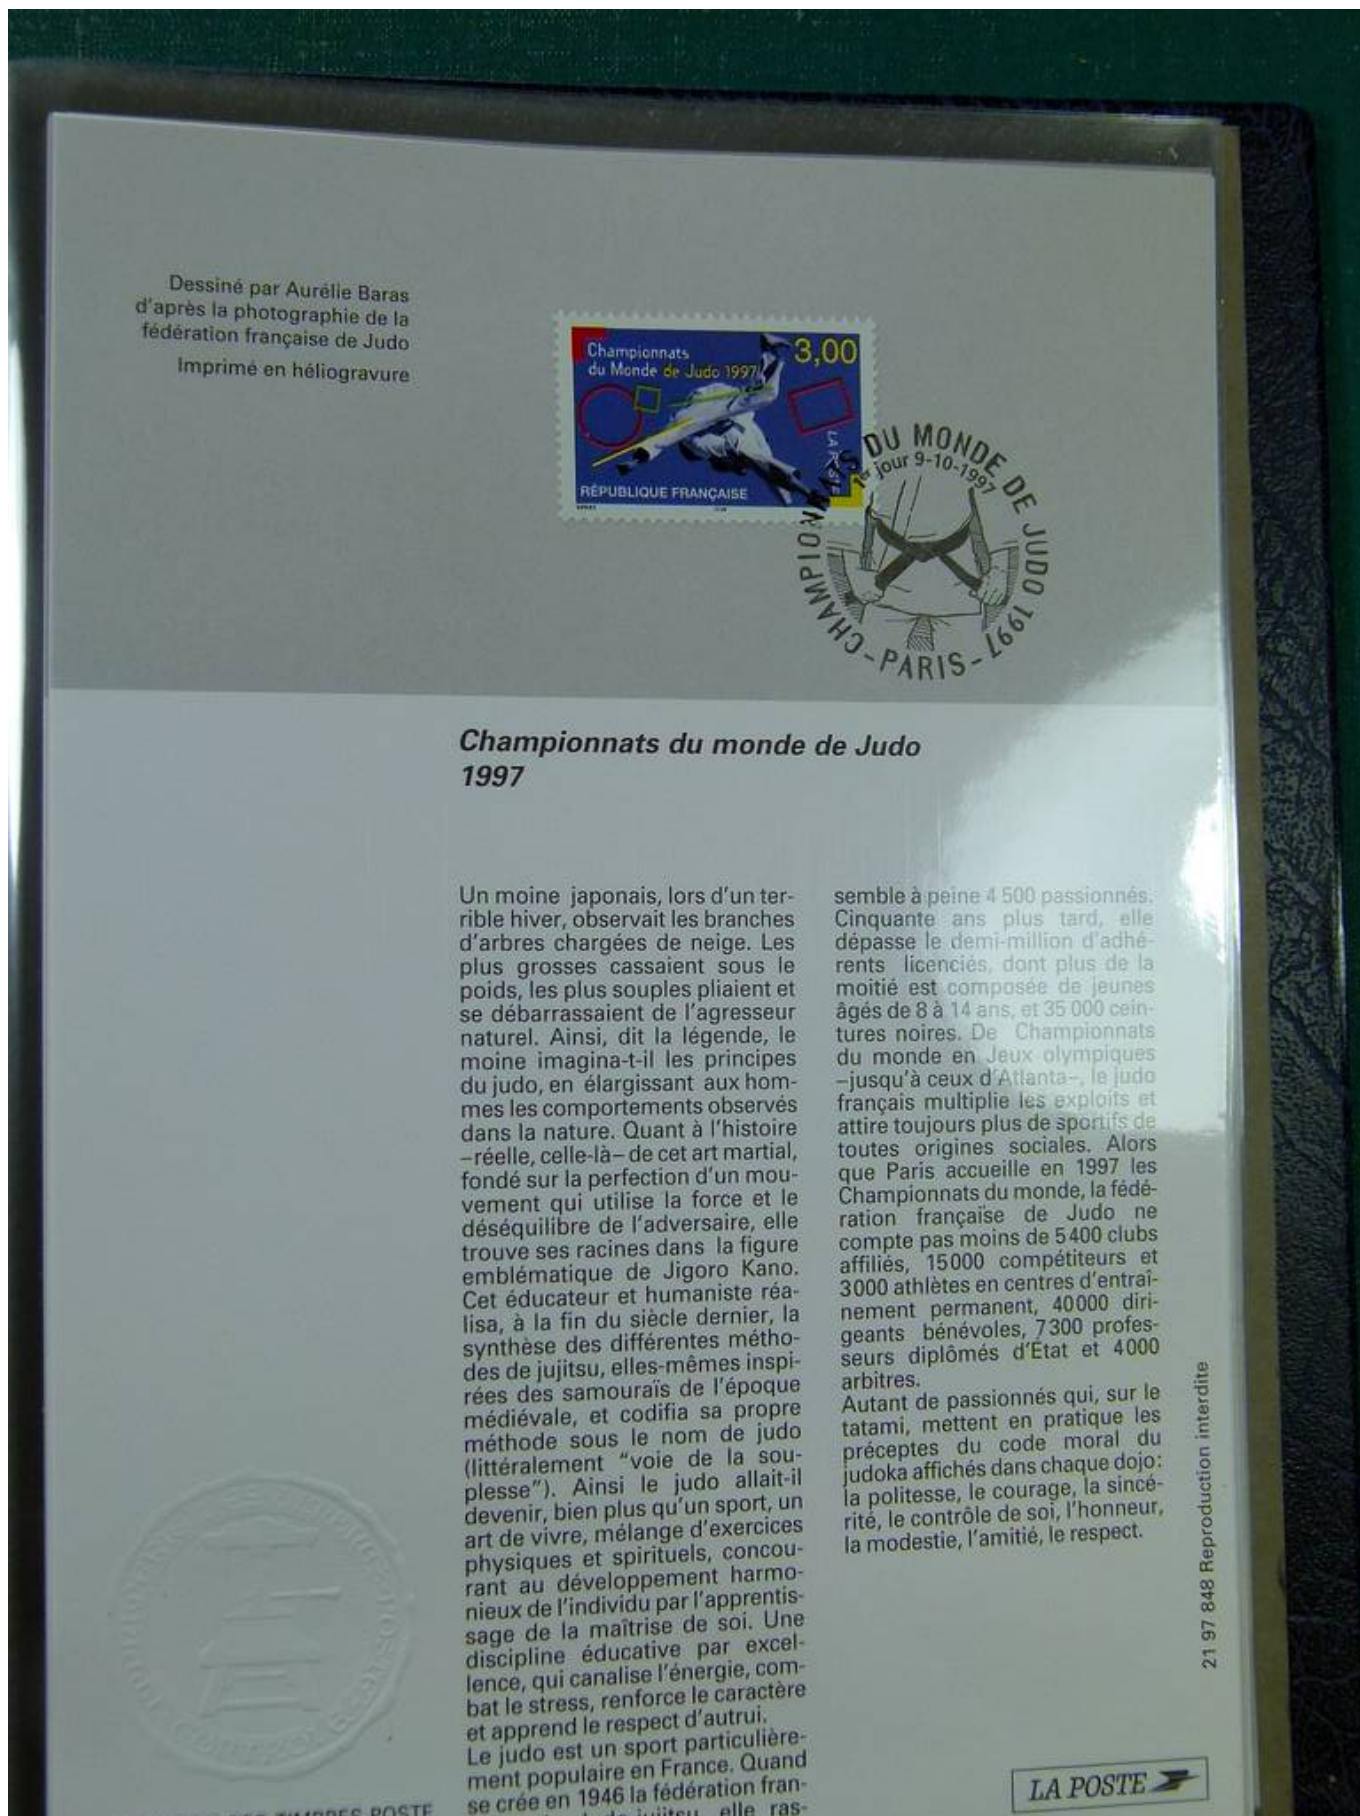 Dessiné par Aurélie Baras
d'après la photographie de la
fédération française de Judo
Imprimé en héliogravure
Championnats
du Monde de Judo 1997
3,00
LA POSTE
RÉPUBLIQUE FRANÇAISE
CHAMPIONNATS DU MONDE DE JUDO 1997
1er jour 9-10-1997
- PARIS -
Championnats du monde de Judo
1997
Un moine japonais, lors d'un ter-
rible hiver, observait les branches
d'arbres chargées de neige. Les
plus grosses cassaient sous le
poids, les plus souples pliaient et
se débarrassaient de l'agresseur
naturel. Ainsi, dit la légende, le
moine imagina-t-il les principes
du judo, en élargissant aux hom-
mes les comportements observés
dans la nature. Quant à l'histoire
–réelle, celle-là– de cet art martial,
fondé sur la perfection d'un mou-
vement qui utilise la force et le
déséquilibre de l'adversaire, elle
trouve ses racines dans la figure
emblématique de Jigoro Kano.
Cet éducateur et humaniste réa-
lisa, à la fin du siècle dernier, la
synthèse des différentes métho-
des de jujitsu, elles-mêmes inspi-
rées des samouraïs de l'époque
médiévale, et codifia sa propre
méthode sous le nom de judo
(littéralement "voie de la sou-
plesse"). Ainsi le judo allait-il
devenir, bien plus qu'un sport, un
art de vivre, mélange d'exercices
physiques et spirituels, concou-
rant au développement harmo-
nieux de l'individu par l'apprentis-
sage de la maîtrise de soi. Une
discipline éducative par excel-
lence, qui canalise l'énergie, com-
bat le stress, renforce le caractère
et apprend le respect d'autrui.
Le judo est un sport particulière-
ment populaire en France. Quand
se crée en 1946 la fédération fran-
jujitsu, elle ras-
semble à peine 4 500 passionnés.
Cinquante ans plus tard, elle
dépasse le demi-million d'adhé-
rents licenciés, dont plus de la
moitié est composée de jeunes
âgés de 8 à 14 ans, et 35 000 cein-
tures noires. De Championnats
du monde en Jeux olympiques
–jusqu'à ceux d'Atlanta–, le judo
français multiplie les exploits et
attire toujours plus de sportifs de
toutes origines sociales. Alors
que Paris accueille en 1997 les
Championnats du monde, la fédé-
ration française de Judo ne
compte pas moins de 5 400 clubs
affiliés, 15 000 compétiteurs et
3 000 athlètes en centres d'entraî-
nement permanent, 40 000 diri-
geants bénévoles, 7 300 profes-
seurs diplômés d'État et 4 000
arbitres.
Autant de passionnés qui, sur le
tatami, mettent en pratique les
préceptes du code moral du
judoka affichés dans chaque dojo:
la politesse, le courage, la sincé-
rité, le contrôle de soi, l'honneur,
la modestie, l'amitié, le respect.
21 97 848 Reproduction interdite
LA POSTE
TIMBRES-POSTE